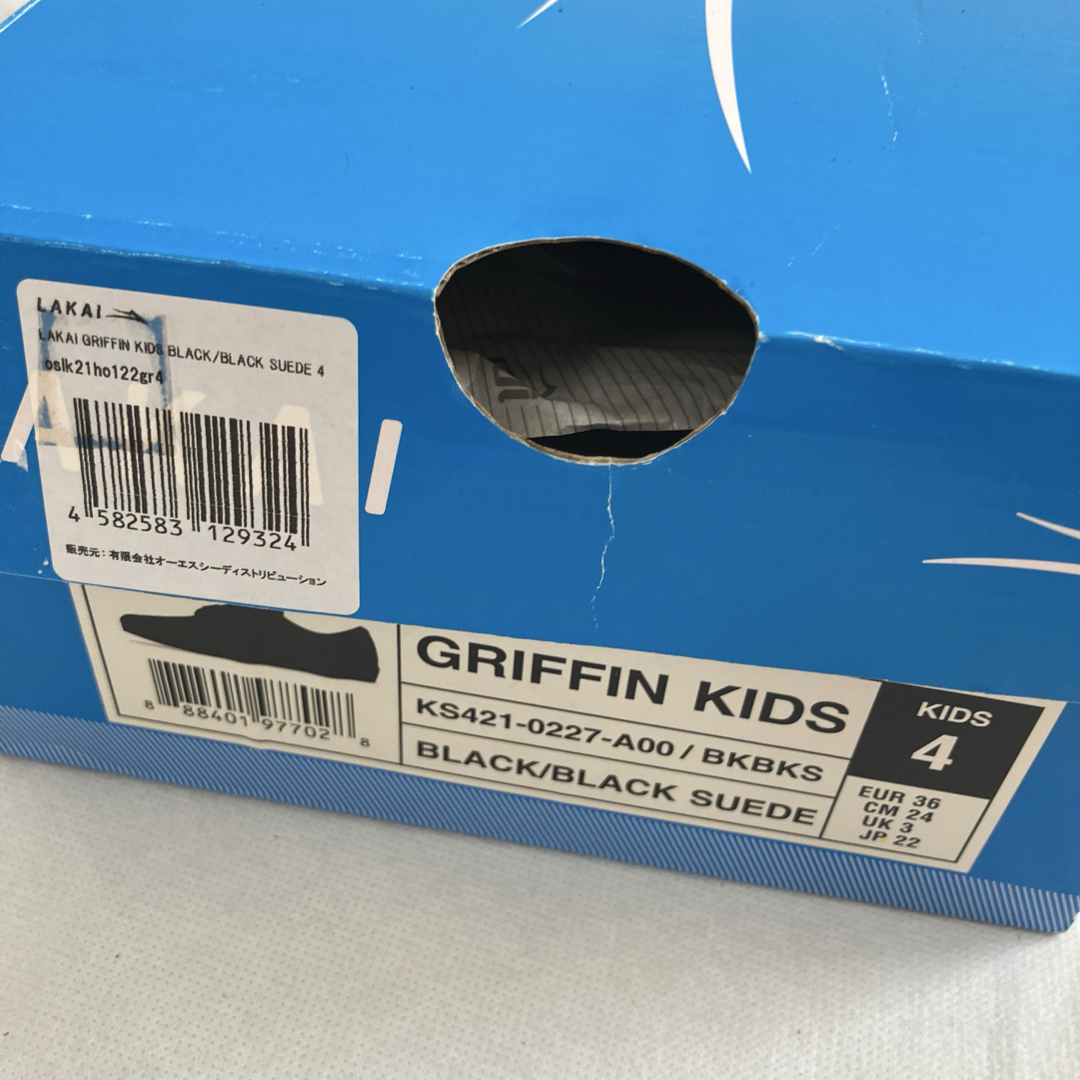 LAKAI
LAKAI GRIFFIN KIDS BLACK/BLACK SUEDE 4
oslk21ho122gr4
4 582583 129324
販売元：有限会社オーエスシーディストリビューション
AKAI
8 88401 97702 8
GRIFFIN KIDS
KS421-0227-A00 / BKBKS
BLACK/BLACK SUEDE
KIDS
4
EUR 36
CM 24
UK 3
JP 22